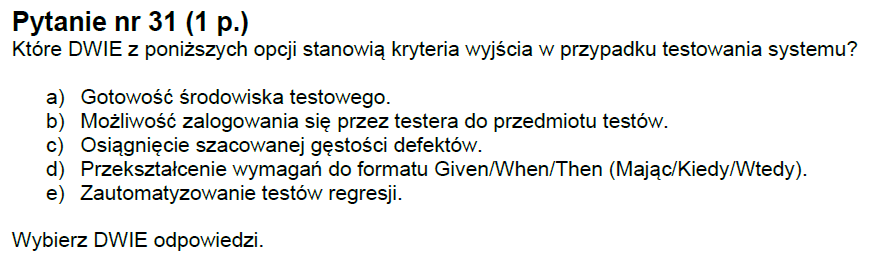 Pytanie nr 31 (1 p.)
Które DWIE z poniższych opcji stanowią kryteria wyjścia w przypadku testowania systemu?
a) Gotowość środowiska testowego.
b) Możliwość zalogowania się przez testera do przedmiotu testów.
c) Osiągnięcie szacowanej gęstości defektów.
d) Przekształcenie wymagań do formatu Given/When/Then (Mając/Kiedy/Wtedy).
e) Zautomatyzowanie testów regresji.
Wybierz DWIE odpowiedzi.